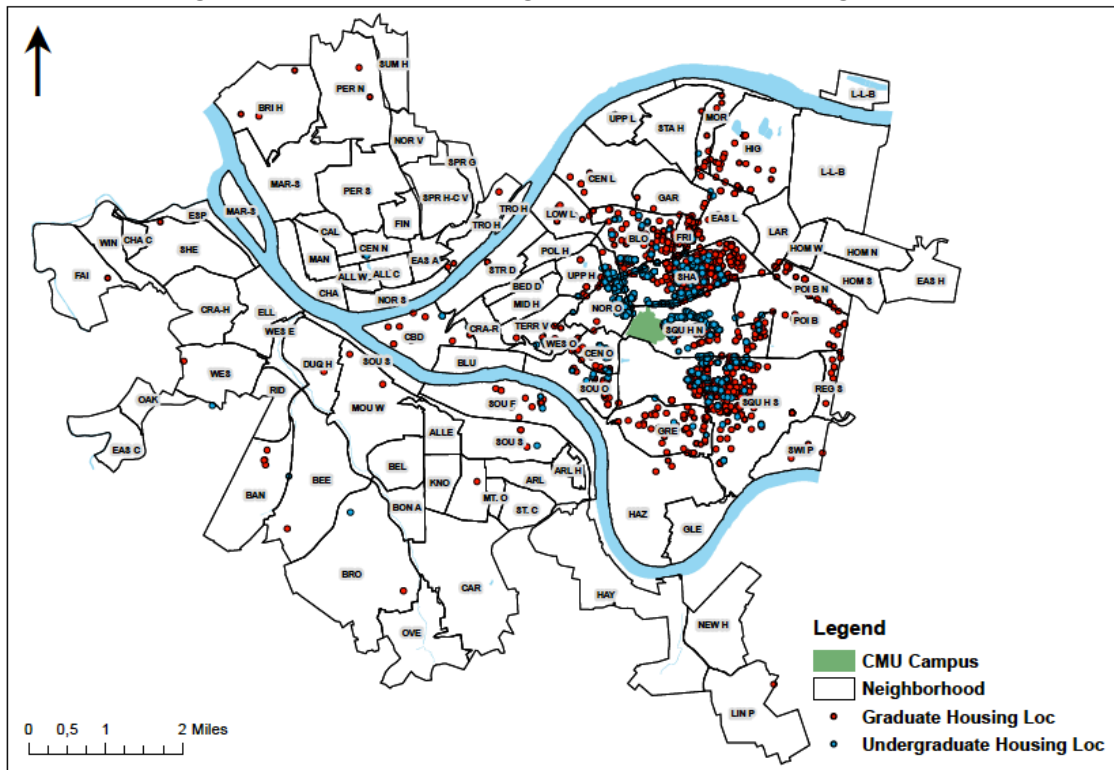 SUM H
PER N
L-L-B
BRI H
UPP L
MOR
STA H
NOR V
HIG
SPR G
L-L-B
CEN L
MAR-S
PER S
SPR H-C V
GAR
TRO H
MAR-S
ESP
FIN
LOW L
EAS L
TRO H
CAL
LAR
WIN
CHA C
BLO
FRI
CEN N
HOM W
HOM N
SHE
POL H
MAN
EAS A
STR D
FAI
ALL W
ALL C
UPP H
SHA
HOM S
EAS H
BED D
POI B N
CHA
NOR S
MID H
CRA-H
ELL
NOR O
POI B
TERR V
SQU H N
WES E
CBD
CRA-R
WES O
CEN O
DUQ H
SOU S
BLU
WES
SOU O
REG S
RID
OAK
MOU W
SOU F
SQU H S
ALLE
GRE
SOU S
EAS C
SWI P
BEL
ARL H
BEE
KNO
ARL
BAN
MT. O
BON A
ST. C
HAZ
GLE
BRO
CAR
HAY
NEW H
OVE
LIN P
Legend
CMU Campus
Neighborhood
Graduate Housing Loc
Undergraduate Housing Loc
0 0,5 1 2 Miles